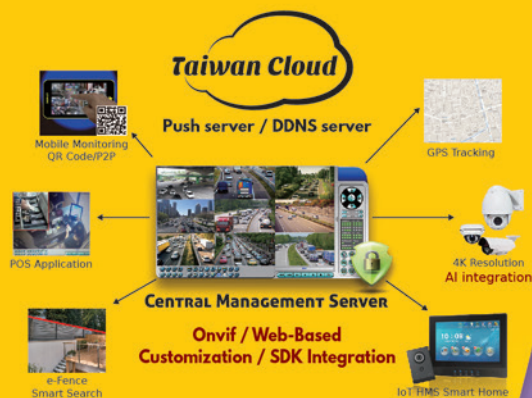 Taiwan Cloud
Push server / DDNS server
Mobile Monitoring
QR Code/P2P
GPS Tracking
POS Application
4K Resolution
AI integration
CENTRAL MANAGEMENT SERVER
Onvif / Web-Based
Customization / SDK Integration
e-Fence
Smart Search
IoT HMS Smart Home